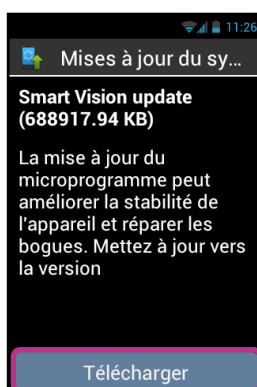 11:26
Mises à jour du sy...
Smart Vision update
(688917.94 KB)
La mise à jour du
microprogramme peut
améliorer la stabilité de
l'appareil et réparer les
bogues. Mettez à jour vers
la version
Télécharger